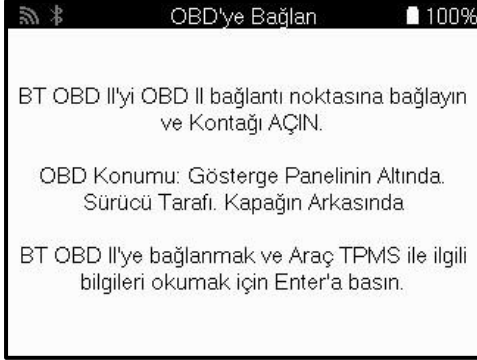 OBD'ye Bağlan 100%
BT OBD II'yi OBD II bağlantı noktasına bağlayın
ve Kontağı AÇIN.
OBD Konumu: Gösterge Panelinin Altında.
Sürücü Tarafı. Kapağın Arkasında
BT OBD II'ye bağlanmak ve Araç TPMS ile ilgili
bilgileri okumak için Enter'a basın.